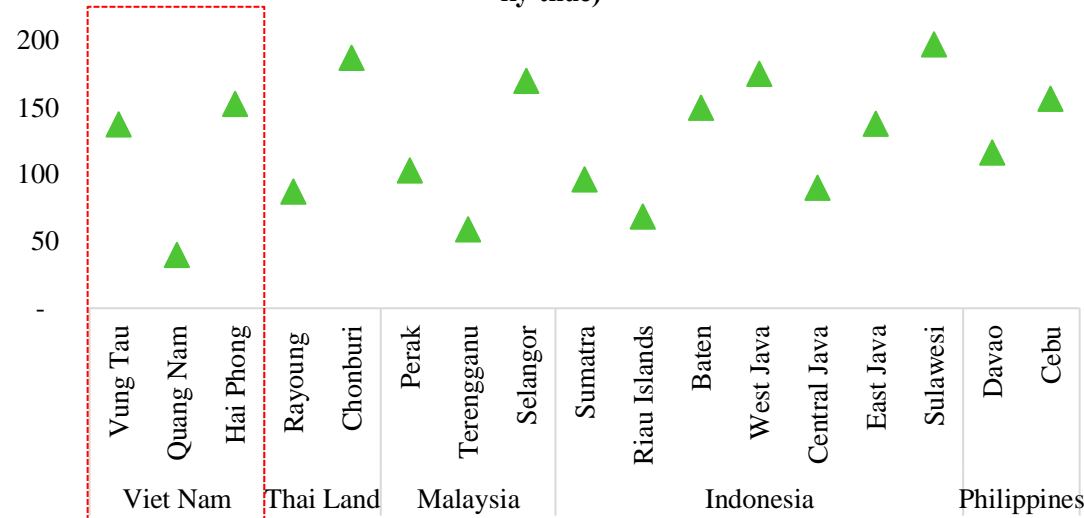 200
150
100
50
-
Vung Tau
Quang Nam
Hai Phong
Rayoung
Chonburi
Perak
Terengganu
Selangor
Sumatra
Riau Islands
Baten
West Java
Central Java
East Java
Sulawesi
Davao
Cebu
Viet Nam
Thai Land
Malaysia
Indonesia
Philippines